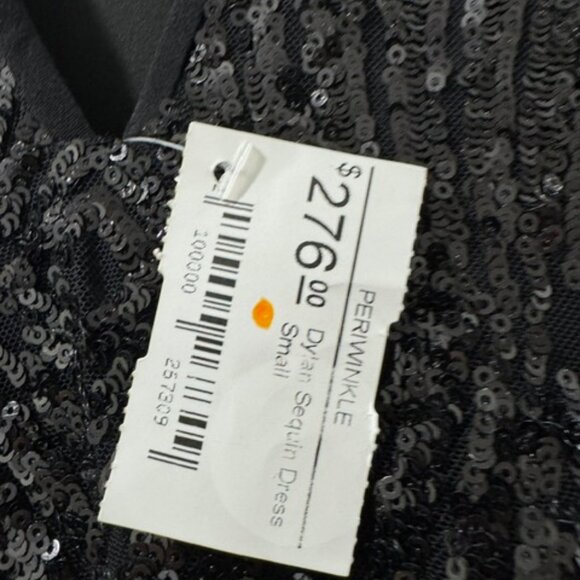 PERIWINKLE
$276.00
Dylan Sequin Dress
Small
100000 257309